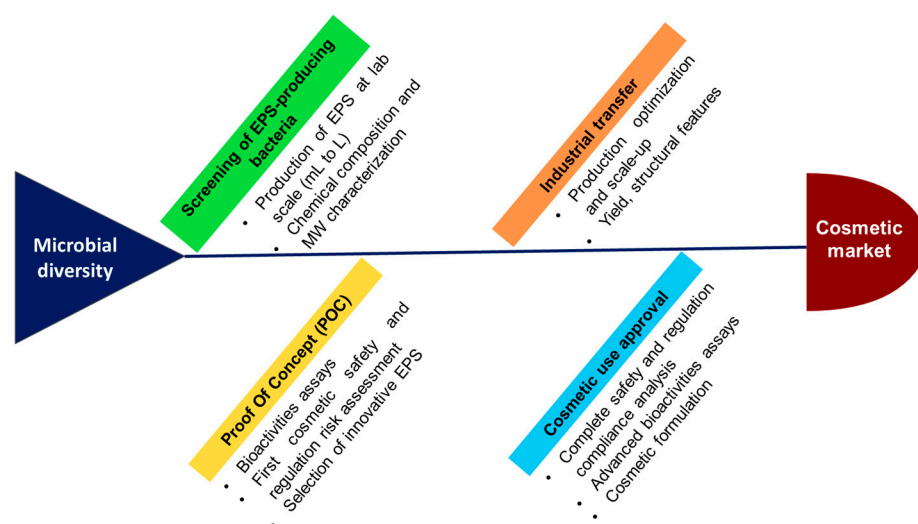 Microbial
diversity
Screening of EPS-producing
bacteria
• Production of EPS at lab
scale (mL to L)
• Chemical composition and
MW characterization
Proof Of Concept (POC)
• Bioactivities assays
• First cosmetic safety and
regulation risk assessment
• Selection of innovative EPS
Industrial transfer
• Production optimization
and scale-up
• Yield, structural features
Cosmetic use approval
• Complete safety and regulation
compliance analysis
• Advanced bioactivities assays
• Cosmetic formulation
Cosmetic
market